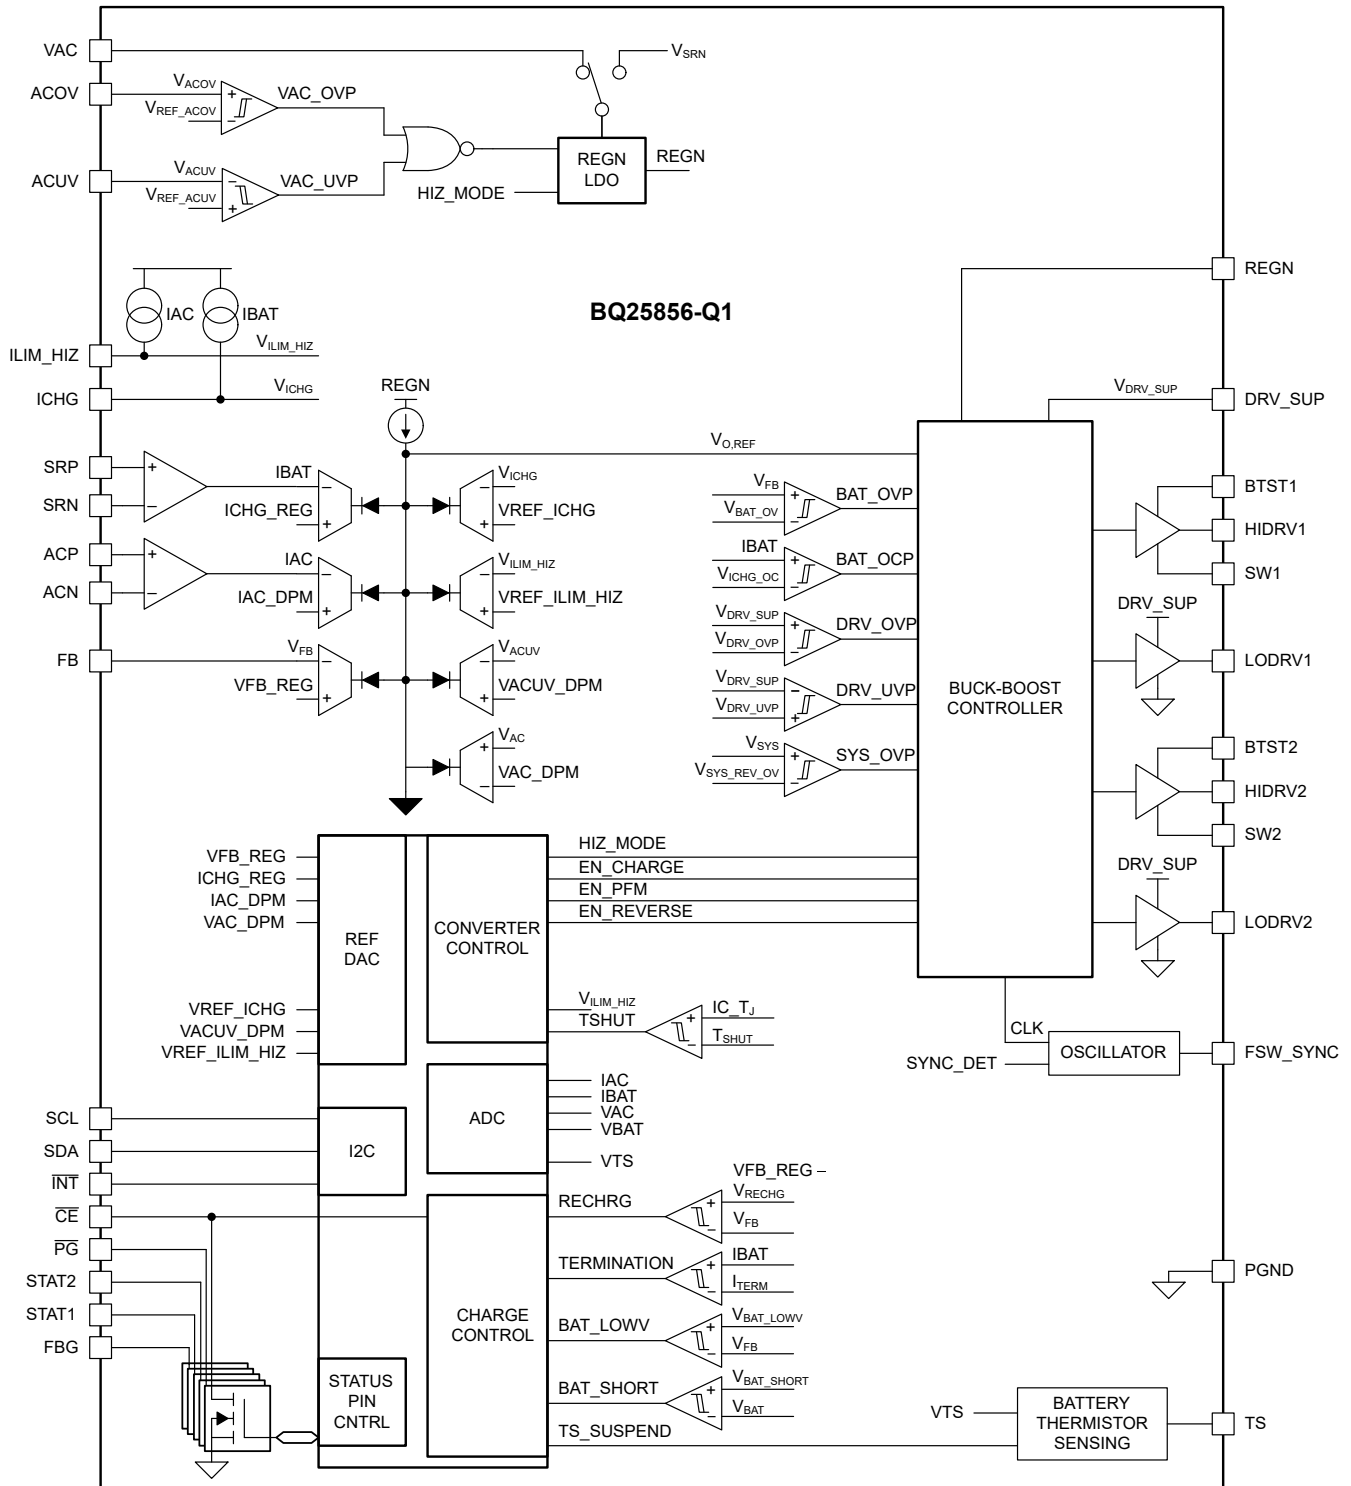 VAC
V_SRN
ACOV
V_ACOV
+
V_REF_ACOV
−
VAC_OVP
ACUV
V_ACUV
−
V_REF_ACUV
+
VAC_UVP
REGN
LDO
REGN
HIZ_MODE
REGN
IAC
IBAT
BQ25856-Q1
ILIM_HIZ
V_ILIM_HIZ
ICHG
V_ICHG
REGN
V_DRV_SUP
DRV_SUP
V_O,REF
SRP
+
SRN
−
IBAT
−
ICHG_REG
+
V_ICHG
−
VREF_ICHG
+
ACP
+
ACN
−
IAC
−
IAC_DPM
+
V_ILIM_HIZ
−
VREF_ILIM_HIZ
+
FB
V_FB
−
VFB_REG
+
V_ACUV
−
VACUV_DPM
+
V_AC
+
VAC_DPM
−
V_FB
+
V_BAT_OV
−
BAT_OVP
IBAT
+
V_ICHG_OC
−
BAT_OCP
V_DRV_SUP
+
V_DRV_OVP
−
DRV_OVP
V_DRV_SUP
−
V_DRV_UVP
+
DRV_UVP
V_SYS
+
V_SYS_REV_OV
−
SYS_OVP
BUCK-BOOST
CONTROLLER
BTST1
HIDRV1
SW1
DRV_SUP
LODRV1
BTST2
HIDRV2
SW2
DRV_SUP
LODRV2
VFB_REG
ICHG_REG
IAC_DPM
VAC_DPM
VREF_ICHG
VACUV_DPM
VREF_ILIM_HIZ
REF
DAC
CONVERTER
CONTROL
HIZ_MODE
EN_CHARGE
EN_PFM
EN_REVERSE
V_ILIM_HIZ
TSHUT
IC_T_J
+
T_SHUT
−
CLK
SYNC_DET
OSCILLATOR
FSW_SYNC
ADC
IAC
IBAT
VAC
VBAT
VTS
SCL
SDA
INT
I2C
CE
PG
STAT2
STAT1
FBG
STATUS
PIN
CNTRL
CHARGE
CONTROL
RECHRG
VFB_REG –
V_RECHG
+
V_FB
−
TERMINATION
IBAT
+
I_TERM
−
BAT_LOWV
V_BAT_LOWV
+
V_FB
−
BAT_SHORT
V_BAT_SHORT
+
V_BAT
−
TS_SUSPEND
PGND
VTS
BATTERY
THERMISTOR
SENSING
TS